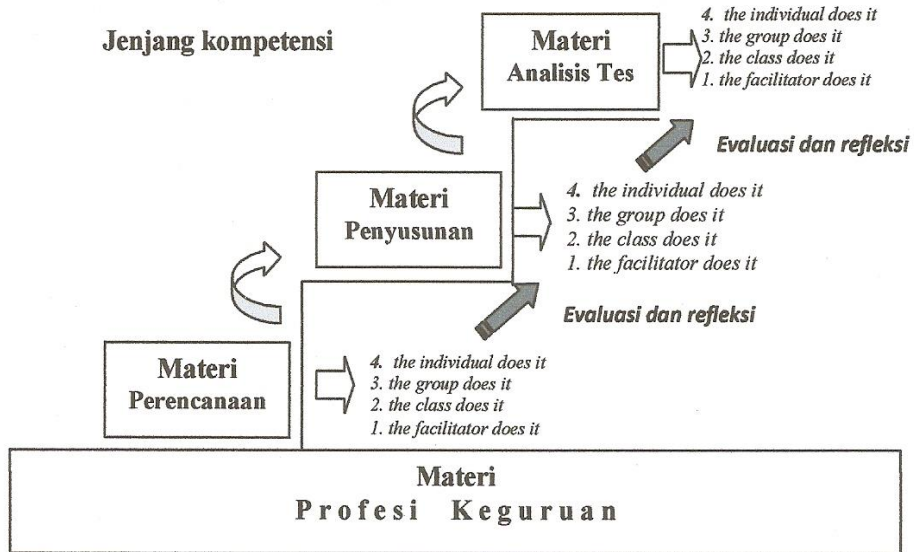 Jenjang kompetensi
Materi
Analisis Tes
4. the individual does it
3. the group does it
2. the class does it
1. the facilitator does it
Evaluasi dan refleksi
Materi
Penyusunan
4. the individual does it
3. the group does it
2. the class does it
1. the facilitator does it
Evaluasi dan refleksi
Materi
Perencanaan
4. the individual does it
3. the group does it
2. the class does it
1. the facilitator does it
Materi
Profesi Keguruan